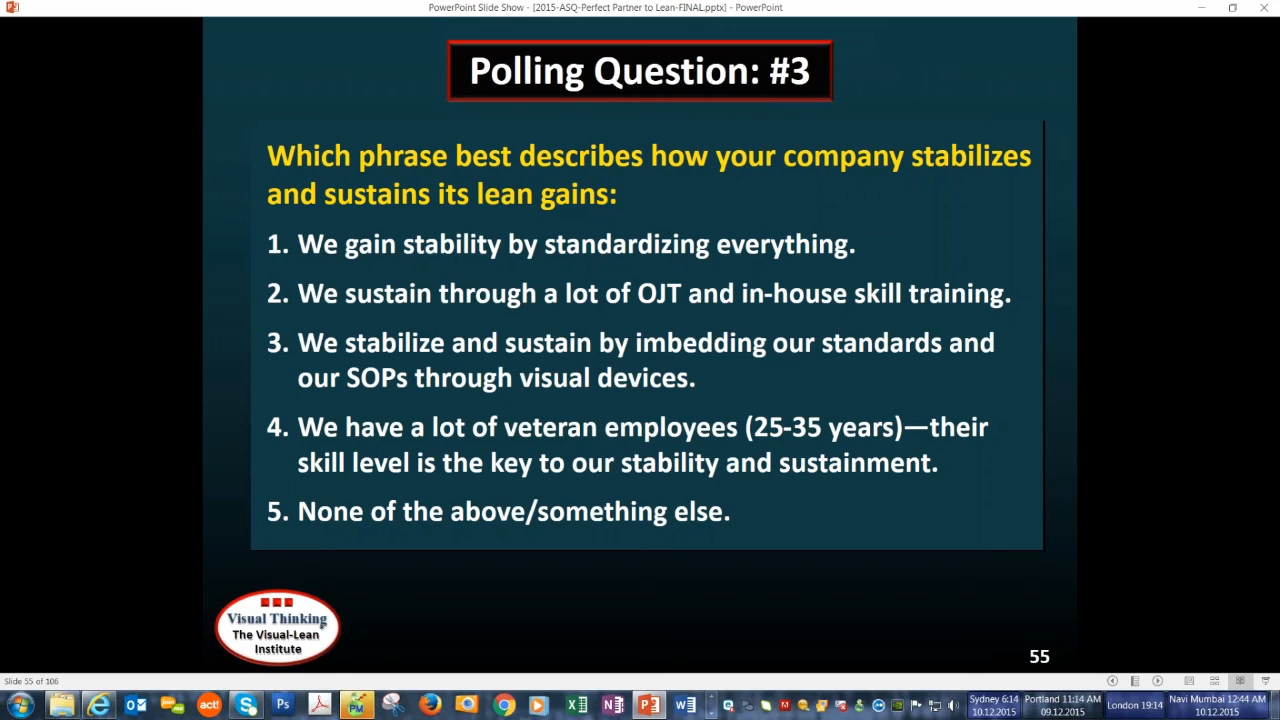 PowerPoint Slide Show - [2015-ASQ-Perfect Partner to Lean-FINAL.pptx] - PowerPoint
Polling Question: #3
Which phrase best describes how your company stabilizes
and sustains its lean gains:
1. We gain stability by standardizing everything.
2. We sustain through a lot of OJT and in-house skill training.
3. We stabilize and sustain by imbedding our standards and
our SOPs through visual devices.
4. We have a lot of veteran employees (25-35 years)—their
skill level is the key to our stability and sustainment.
5. None of the above/something else.
Visual Thinking
The Visual-Lean
Institute
55
Slide 55 of 106
act!
Ps
PM
Sydney 6:14
10.12.2015
Portland 11:14 AM
09.12.2015
London 19:14
Navi Mumbai 12:44 AM
10.12.2015